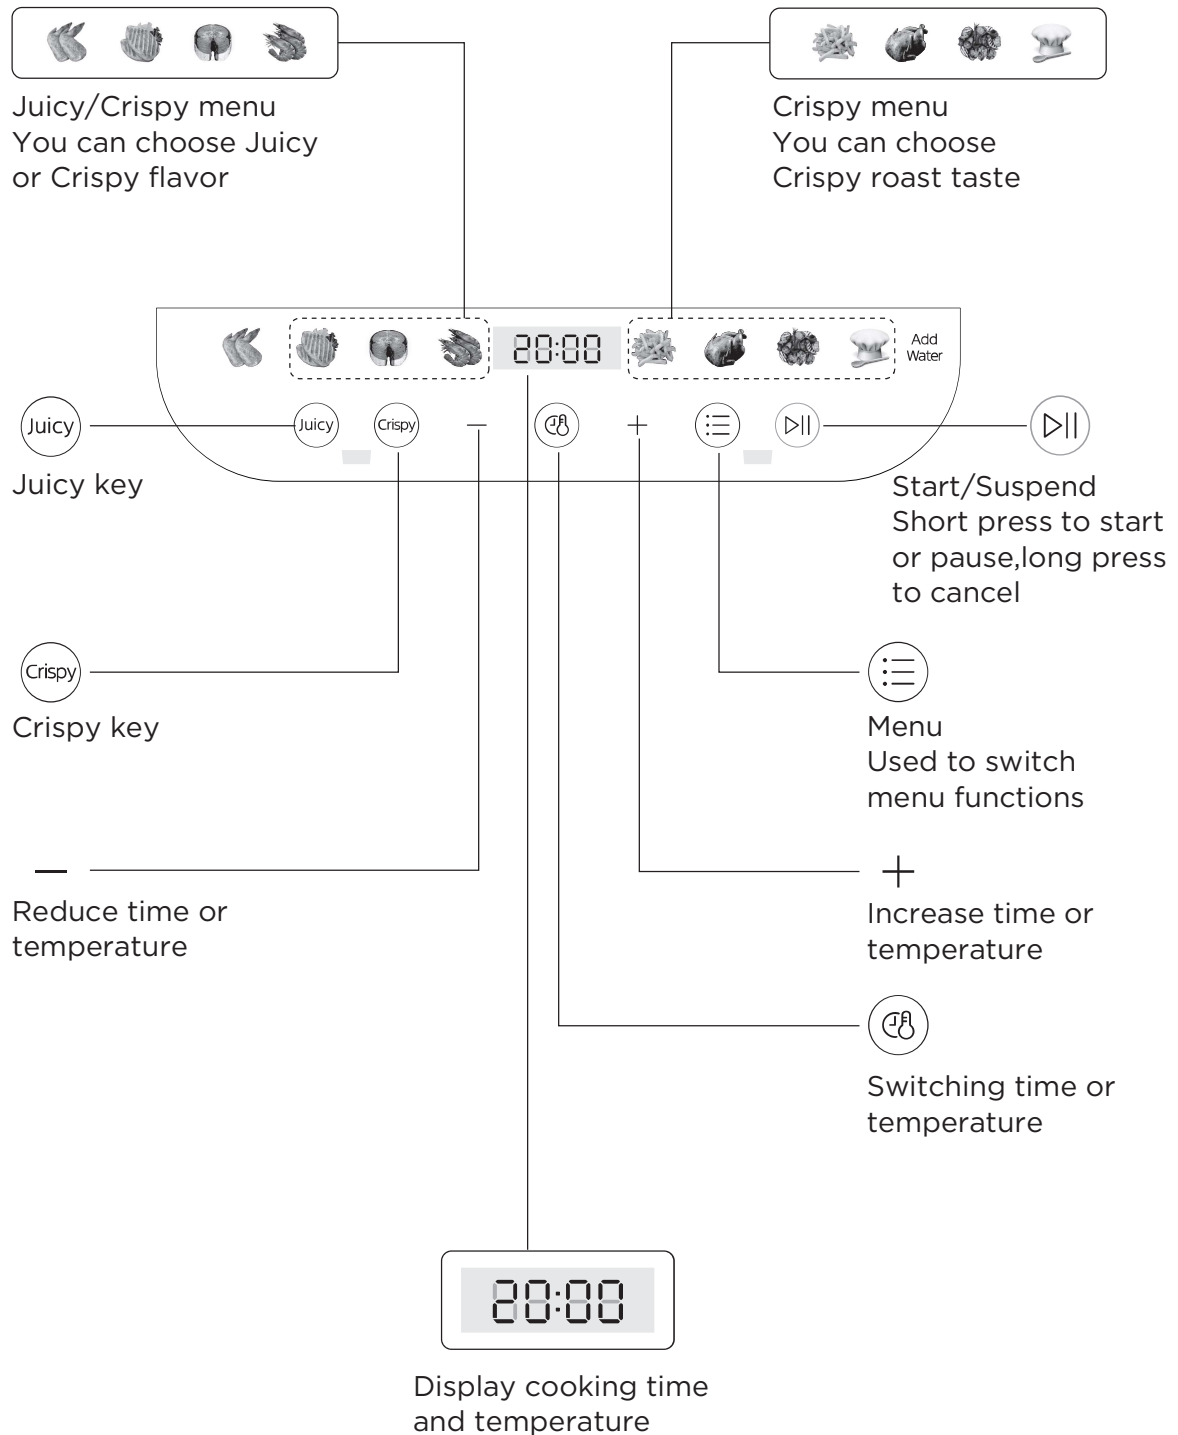 Juicy/Crispy menu
You can choose Juicy
or Crispy flavor
Crispy menu
You can choose
Crispy roast taste
20:00
Add
Water
Juicy
Juicy
Crispy
Juicy key
Start/Suspend
Short press to start
or pause,long press
to cancel
Crispy
Crispy key
Menu
Used to switch
menu functions
Reduce time or
temperature
Increase time or
temperature
Switching time or
temperature
20:00
Display cooking time
and temperature